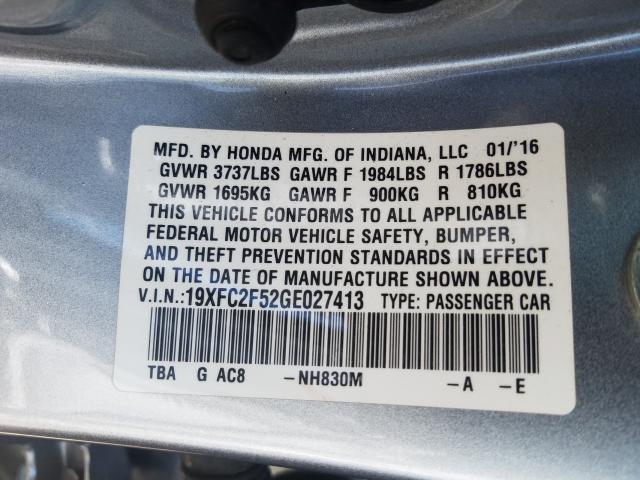 MFD. BY HONDA MFG. OF INDIANA, LLC 01/'16
GVWR 3737LBS GAWR F 1984LBS R 1786LBS
GVWR 1695KG GAWR F 900KG R 810KG
THIS VEHICLE CONFORMS TO ALL APPLICABLE
FEDERAL MOTOR VEHICLE SAFETY, BUMPER,
AND THEFT PREVENTION STANDARDS IN EFFECT
ON THE DATE OF MANUFACTURE SHOWN ABOVE.
V.I.N.:19XFC2F52GE027413 TYPE: PASSENGER CAR
TBA G AC8 -NH830M -A -E